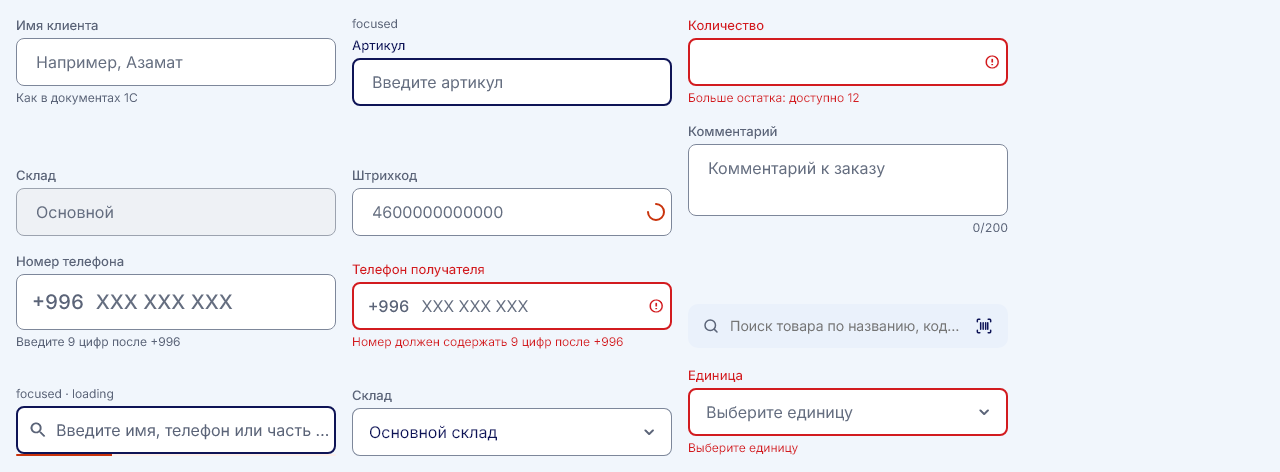 Имя клиента
Например, Азамат
Как в документах 1С
focused
Артикул
Введите артикул
Количество
Больше остатка: доступно 12
Комментарий
Комментарий к заказу
0/200
Склад
Основной
Штрихкод
4600000000000
Номер телефона
+996 XXX XXX XXX
Введите 9 цифр после +996
Телефон получателя
+996 XXX XXX XXX
Номер должен содержать 9 цифр после +996
Поиск товара по названию, код...
focused · loading
Введите имя, телефон или часть ...
Склад
Основной склад
Единица
Выберите единицу
Выберите единицу